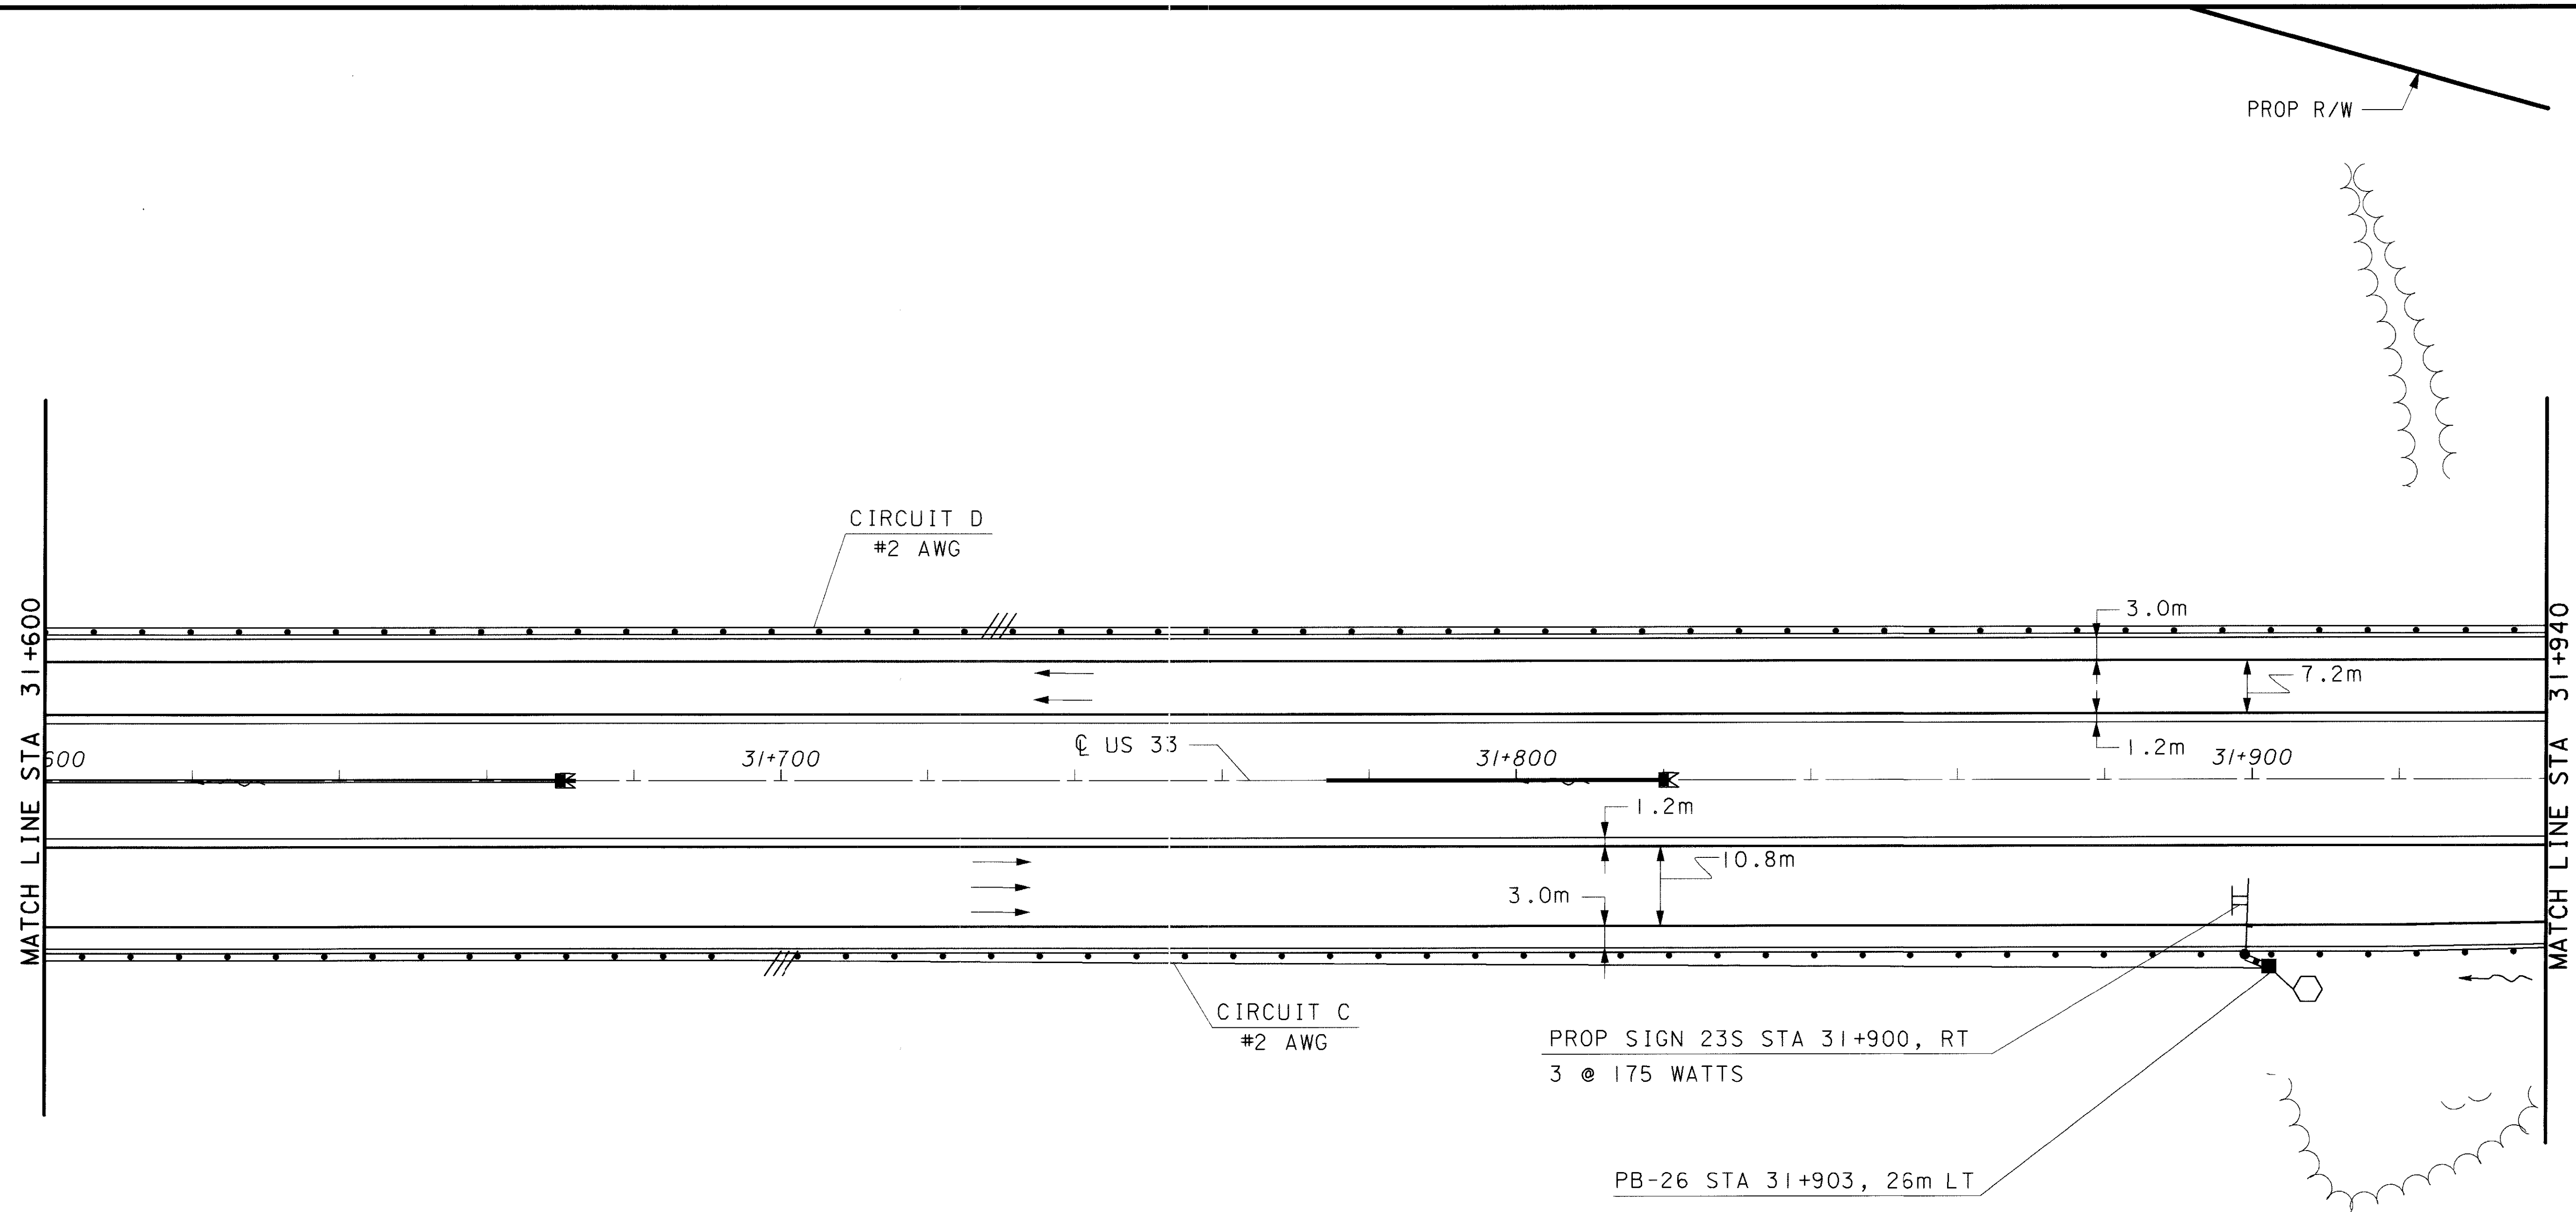 PROP R/W
CIRCUIT D
#2 AWG
MATCH LINE STA 31+600
MATCH LINE STA 31+940
3.0m
7.2m
1.2m
600
31+700
℄ US 33
31+800
31+900
1.2m
10.8m
3.0m
CIRCUIT C
#2 AWG
PROP SIGN 23S STA 31+900, RT
3 @ 175 WATTS
PB-26 STA 31+903, 26m LT